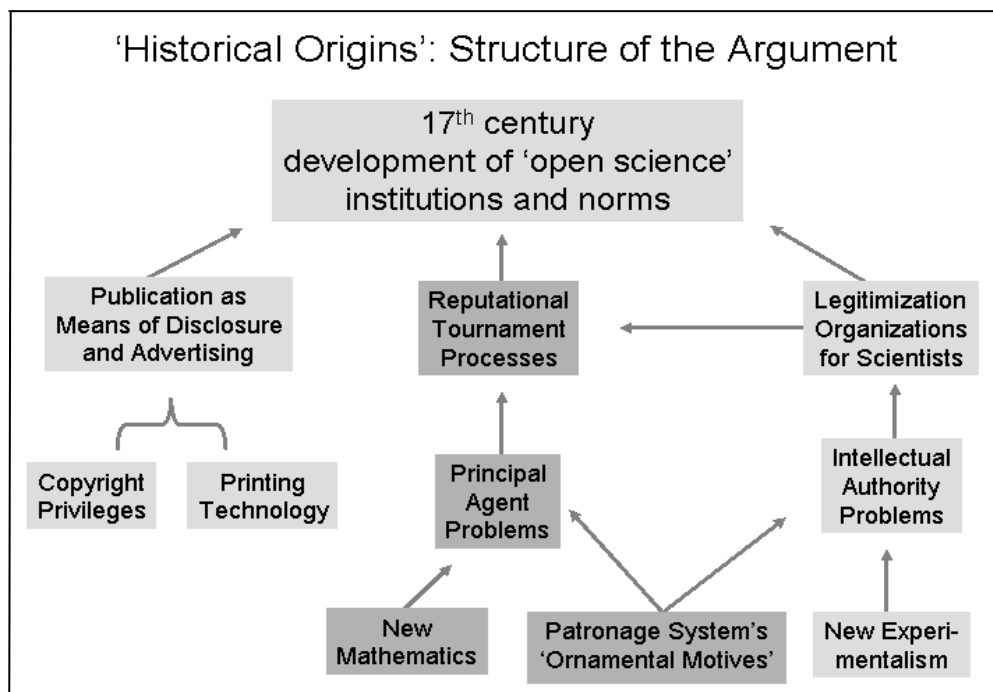 ‘Historical Origins’: Structure of the Argument
17th century
development of ‘open science’
institutions and norms
Publication as
Means of Disclosure
and Advertising
Reputational
Tournament
Processes
Legitimization
Organizations
for Scientists
Copyright
Privileges
Printing
Technology
Principal
Agent
Problems
Intellectual
Authority
Problems
New
Mathematics
Patronage System’s
‘Ornamental Motives’
New Experi-
mentalism